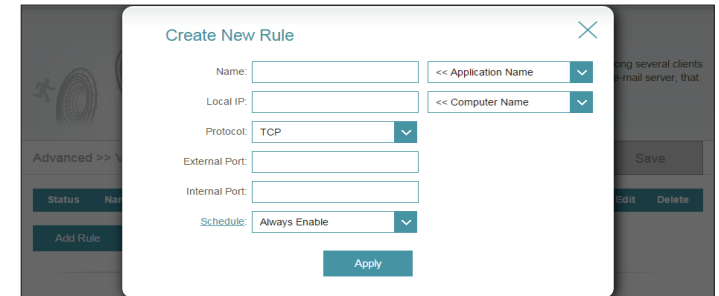 Create New Rule
ong several clients
e-mail server, that
Name: << Application Name
Local IP: << Computer Name
Protocol: TCP
External Port:
Internal Port:
Schedule: Always Enable
Apply
Advanced >> V
Save
Status Nam Edit Delete
Add Rule